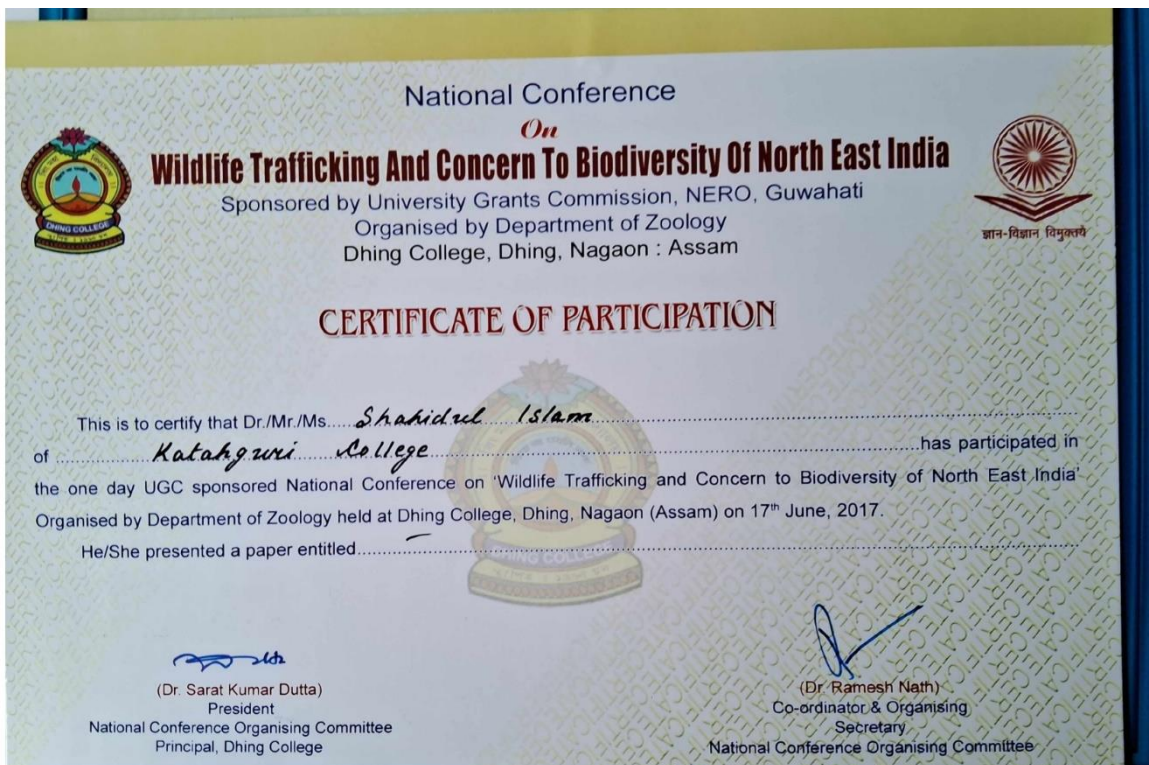 National Conference
On
Wildlife Trafficking And Concern To Biodiversity Of North East India
Sponsored by University Grants Commission, NERO, Guwahati
Organised by Department of Zoology
Dhing College, Dhing, Nagaon : Assam
DHING COLLEGE
ज्ञान-विज्ञान विमुक्तये
CERTIFICATE OF PARTICIPATION
This is to certify that Dr./Mr./Ms..... Shahidul Islam
of ................ Katahguri College ................ has participated in
the one day UGC sponsored National Conference on 'Wildlife Trafficking and Concern to Biodiversity of North East India'
Organised by Department of Zoology held at Dhing College, Dhing, Nagaon (Assam) on 17th June, 2017.
He/She presented a paper entitled........ —
DHING COLLEGE
(Dr. Sarat Kumar Dutta)
President
National Conference Organising Committee
Principal, Dhing College
(Dr. Ramesh Nath)
Co-ordinator & Organising
Secretary
National Conference Organising Committee